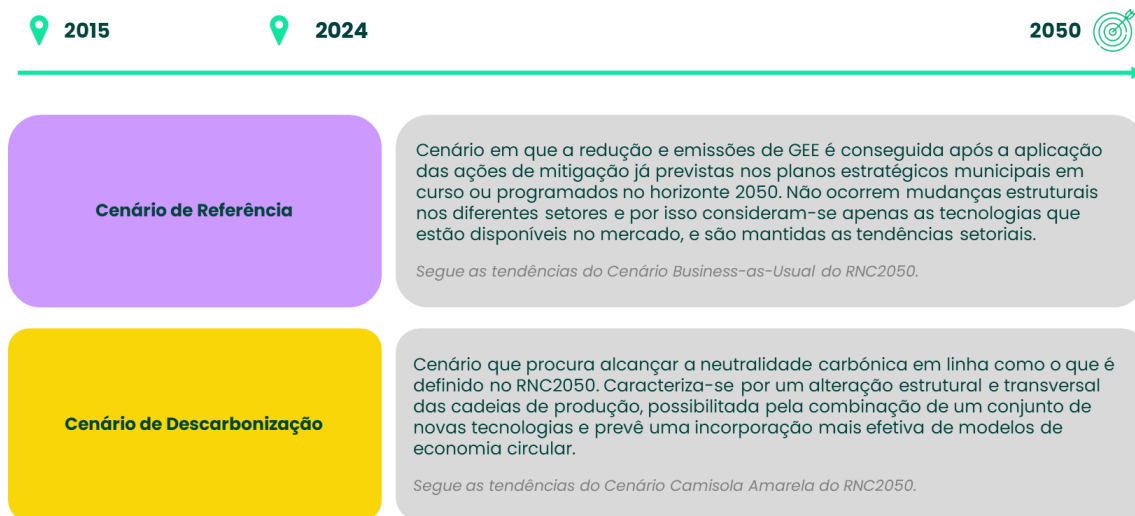 2015
2024
2050
Cenário de Referência
Cenário em que a redução e emissões de GEE é conseguida após a aplicação
das ações de mitigação já previstas nos planos estratégicos municipais em
curso ou programados no horizonte 2050. Não ocorrem mudanças estruturais
nos diferentes setores e por isso consideram-se apenas as tecnologias que
estão disponíveis no mercado, e são mantidas as tendências setoriais.
Segue as tendências do Cenário Business-as-Usual do RNC2050.
Cenário de Descarbonização
Cenário que procura alcançar a neutralidade carbónica em linha como o que é
definido no RNC2050. Caracteriza-se por um alteração estrutural e transversal
das cadeias de produção, possibilitada pela combinação de um conjunto de
novas tecnologias e prevê uma incorporação mais efetiva de modelos de
economia circular.
Segue as tendências do Cenário Camisola Amarela do RNC2050.